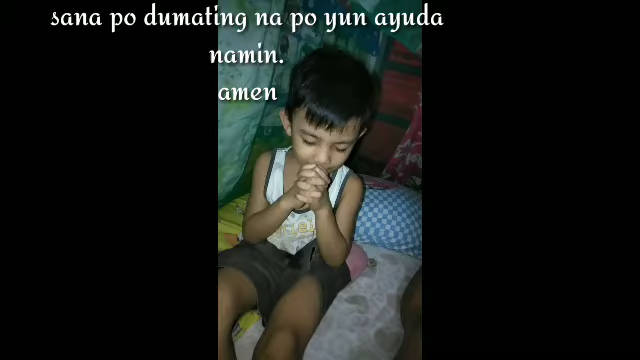 sana po dumating na po yun ayuda
namin.
amen